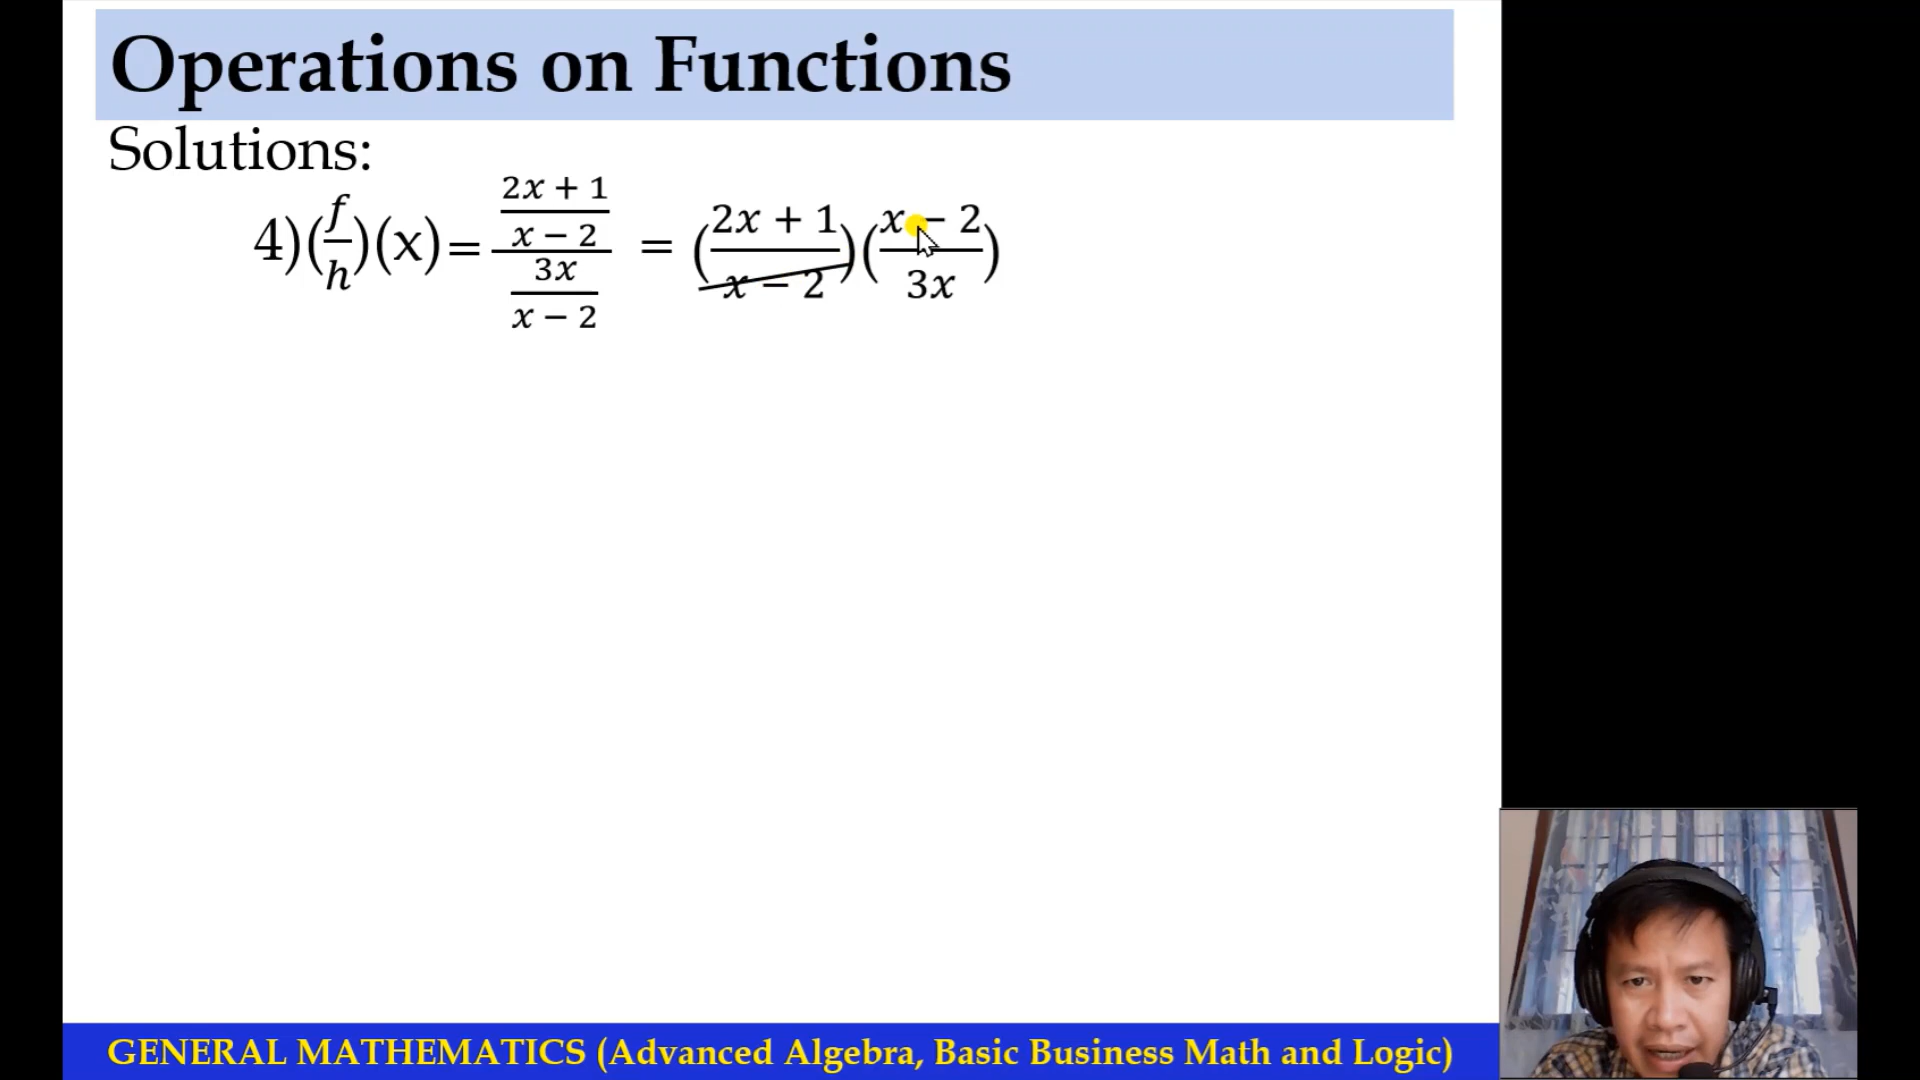 Operations on Functions
Solutions:
4)(f/h)(x)= ((2x + 1)/(x − 2))/((3x)/(x − 2)) = ((2x + 1)/(x − 2))((x − 2)/(3x))
GENERAL MATHEMATICS (Advanced Algebra, Basic Business Math and Logic)